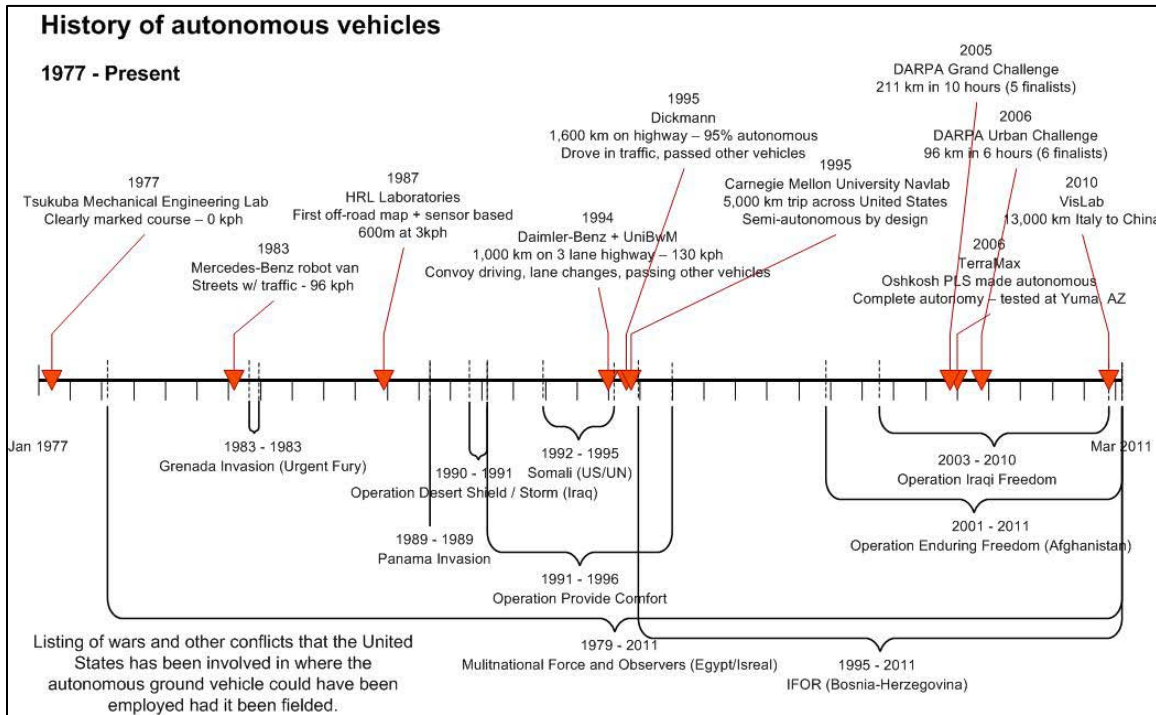 History of autonomous vehicles
1977 - Present
1977
Tsukuba Mechanical Engineering Lab
Clearly marked course – 0 kph
1983
Mercedes-Benz robot van
Streets w/ traffic - 96 kph
1987
HRL Laboratories
First off-road map + sensor based
600m at 3kph
1994
Daimler-Benz + UniBwM
1,000 km on 3 lane highway – 130 kph
Convoy driving, lane changes, passing other vehicles
1995
Dickmann
1,600 km on highway – 95% autonomous
Drove in traffic, passed other vehicles
1995
Carnegie Mellon University Navlab
5,000 km trip across United States
Semi-autonomous by design
2005
DARPA Grand Challenge
211 km in 10 hours (5 finalists)
2006
DARPA Urban Challenge
96 km in 6 hours (6 finalists)
2010
VisLab
13,000 km Italy to China
2006
TerraMax
Oshkosh PLS made autonomous
Complete autonomy – tested at Yuma, AZ
Jan 1977
Mar 2011
1983 - 1983
Grenada Invasion (Urgent Fury)
1990 - 1991
Operation Desert Shield / Storm (Iraq)
1992 - 1995
Somali (US/UN)
2003 - 2010
Operation Iraqi Freedom
1989 - 1989
Panama Invasion
2001 - 2011
Operation Enduring Freedom (Afghanistan)
1991 - 1996
Operation Provide Comfort
1979 - 2011
Mulitnational Force and Observers (Egypt/Isreal)
1995 - 2011
IFOR (Bosnia-Herzegovina)
Listing of wars and other conflicts that the United
States has been involved in where the
autonomous ground vehicle could have been
employed had it been fielded.